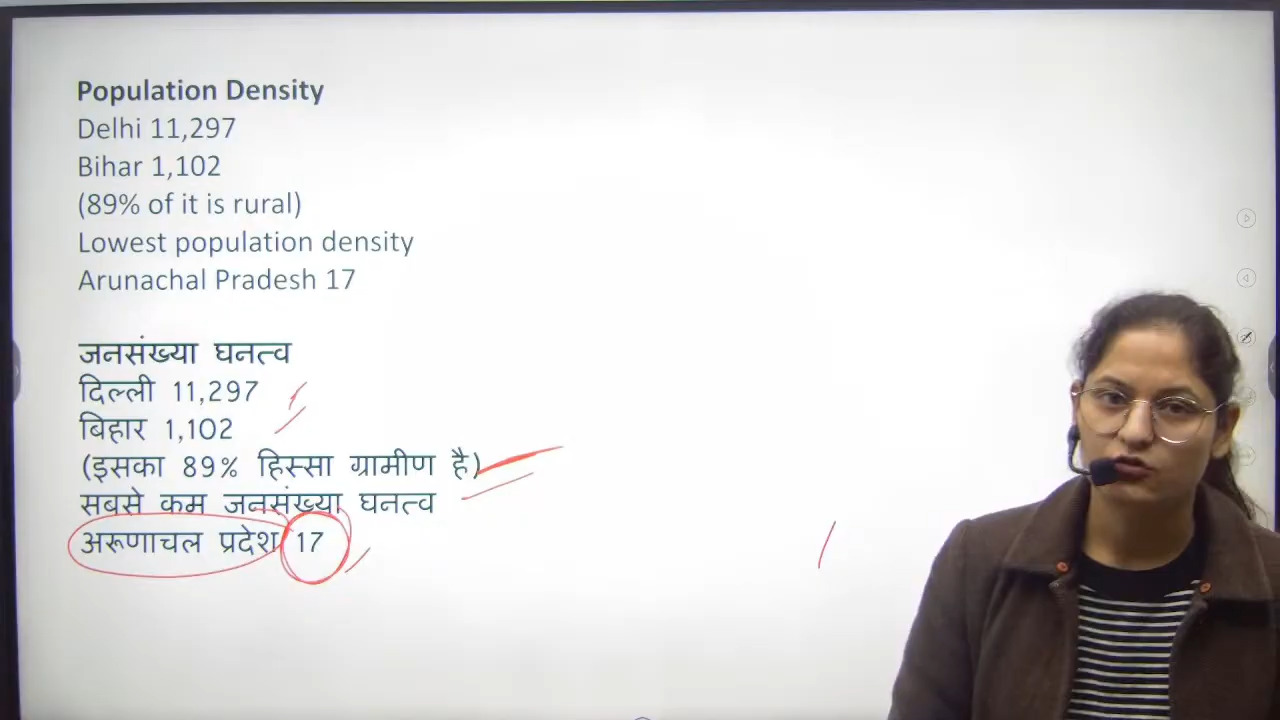 Population Density
Delhi 11,297
Bihar 1,102
(89% of it is rural)
Lowest population density
Arunachal Pradesh 17
जनसंख्या घनत्व
दिल्ली 11,297
बिहार 1,102
(इसका 89% हिस्सा ग्रामीण है)
सबसे कम जनसंख्या घनत्व
अरूणाचल प्रदेश 17